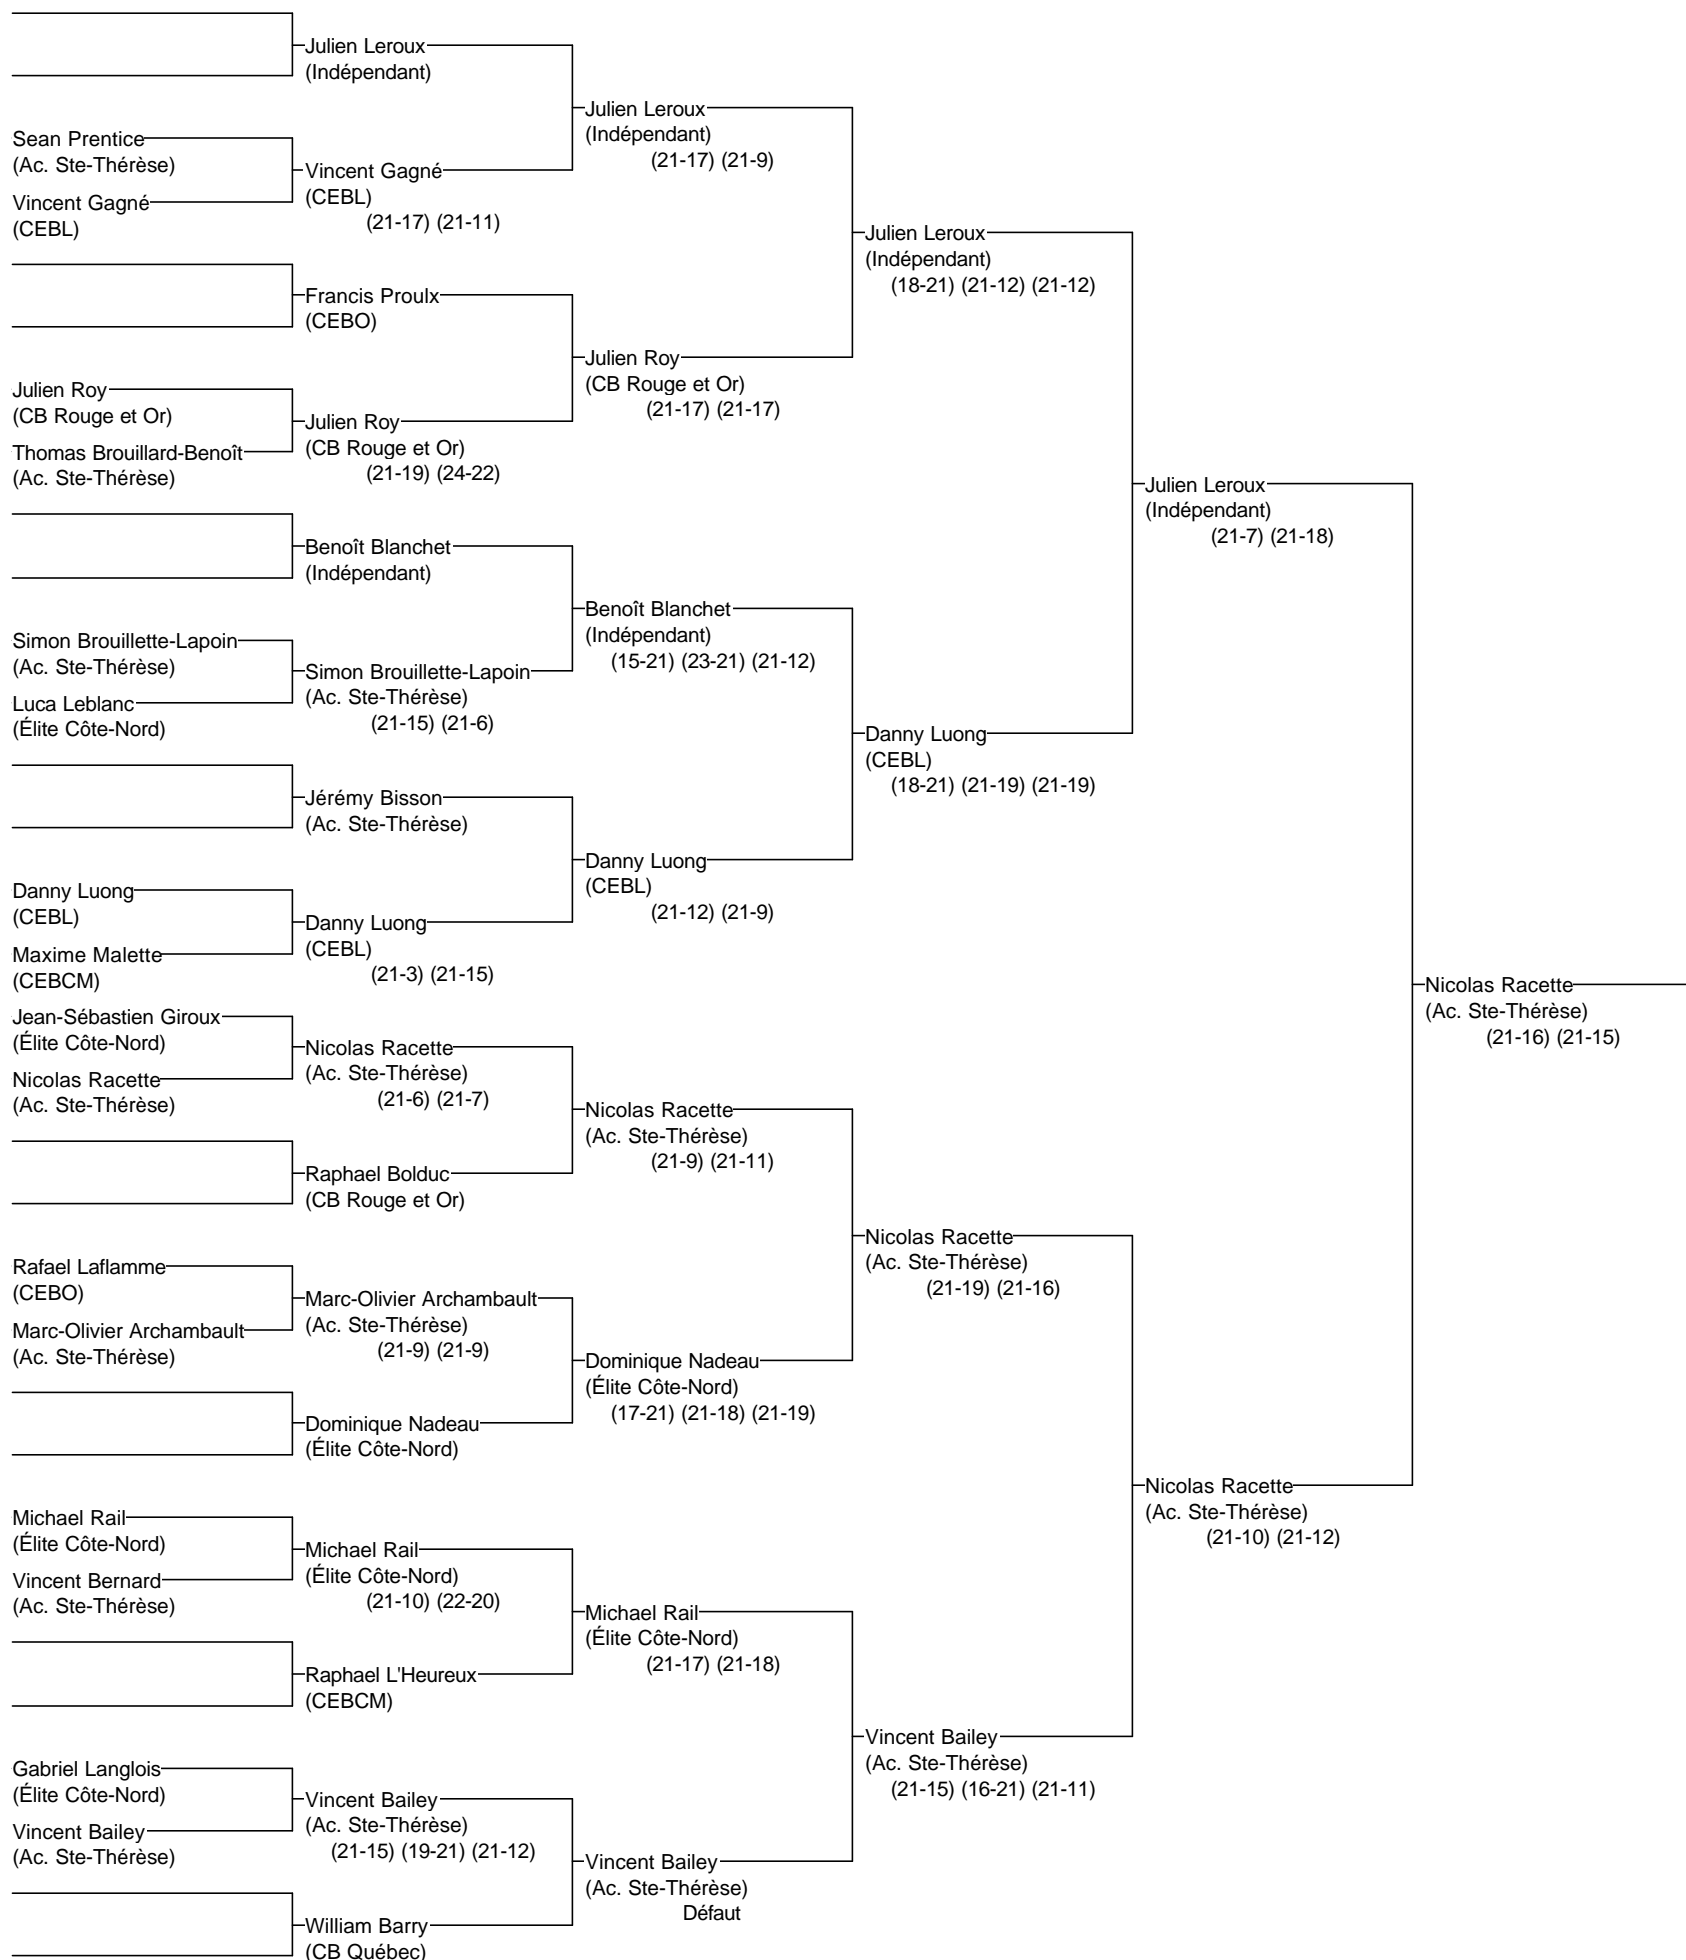 Julien Leroux
(Indépendant)
Julien Leroux
(Indépendant)
(21-17) (21-9)
Sean Prentice
(Ac. Ste-Thérèse)
Vincent Gagné
(CEBL)
(21-17) (21-11)
Vincent Gagné
(CEBL)
Julien Leroux
(Indépendant)
(18-21) (21-12) (21-12)
Francis Proulx
(CEBO)
Julien Roy
(CB Rouge et Or)
(21-17) (21-17)
Julien Roy
(CB Rouge et Or)
Julien Roy
(CB Rouge et Or)
(21-19) (24-22)
Thomas Brouillard-Benoît
(Ac. Ste-Thérèse)
Julien Leroux
(Indépendant)
(21-7) (21-18)
Benoît Blanchet
(Indépendant)
Benoît Blanchet
(Indépendant)
(15-21) (23-21) (21-12)
Simon Brouillette-Lapoin
(Ac. Ste-Thérèse)
Simon Brouillette-Lapoin
(Ac. Ste-Thérèse)
(21-15) (21-6)
Luca Leblanc
(Élite Côte-Nord)
Danny Luong
(CEBL)
(18-21) (21-19) (21-19)
Jérémy Bisson
(Ac. Ste-Thérèse)
Danny Luong
(CEBL)
(21-12) (21-9)
Danny Luong
(CEBL)
Danny Luong
(CEBL)
(21-3) (21-15)
Maxime Malette
(CEBCM)
Nicolas Racette
(Ac. Ste-Thérèse)
(21-16) (21-15)
Jean-Sébastien Giroux
(Élite Côte-Nord)
Nicolas Racette
(Ac. Ste-Thérèse)
(21-6) (21-7)
Nicolas Racette
(Ac. Ste-Thérèse)
Nicolas Racette
(Ac. Ste-Thérèse)
(21-9) (21-11)
Raphael Bolduc
(CB Rouge et Or)
Nicolas Racette
(Ac. Ste-Thérèse)
(21-19) (21-16)
Rafael Laflamme
(CEBO)
Marc-Olivier Archambault
(Ac. Ste-Thérèse)
(21-9) (21-9)
Marc-Olivier Archambault
(Ac. Ste-Thérèse)
Dominique Nadeau
(Élite Côte-Nord)
(17-21) (21-18) (21-19)
Dominique Nadeau
(Élite Côte-Nord)
Nicolas Racette
(Ac. Ste-Thérèse)
(21-10) (21-12)
Michael Rail
(Élite Côte-Nord)
Michael Rail
(Élite Côte-Nord)
(21-10) (22-20)
Vincent Bernard
(Ac. Ste-Thérèse)
Michael Rail
(Élite Côte-Nord)
(21-17) (21-18)
Raphael L'Heureux
(CEBCM)
Vincent Bailey
(Ac. Ste-Thérèse)
(21-15) (16-21) (21-11)
Gabriel Langlois
(Élite Côte-Nord)
Vincent Bailey
(Ac. Ste-Thérèse)
(21-15) (19-21) (21-12)
Vincent Bailey
(Ac. Ste-Thérèse)
Vincent Bailey
(Ac. Ste-Thérèse)
Défaut
William Barry
(CB Québec)